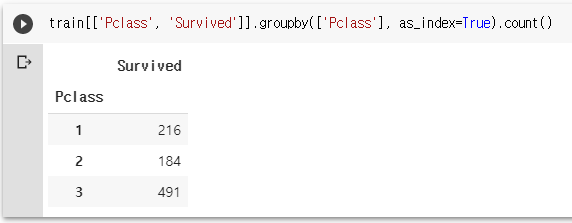 train[['Pclass', 'Survived']].groupby(['Pclass'], as_index=True).count()
Survived
Pclass
1 216
2 184
3 491